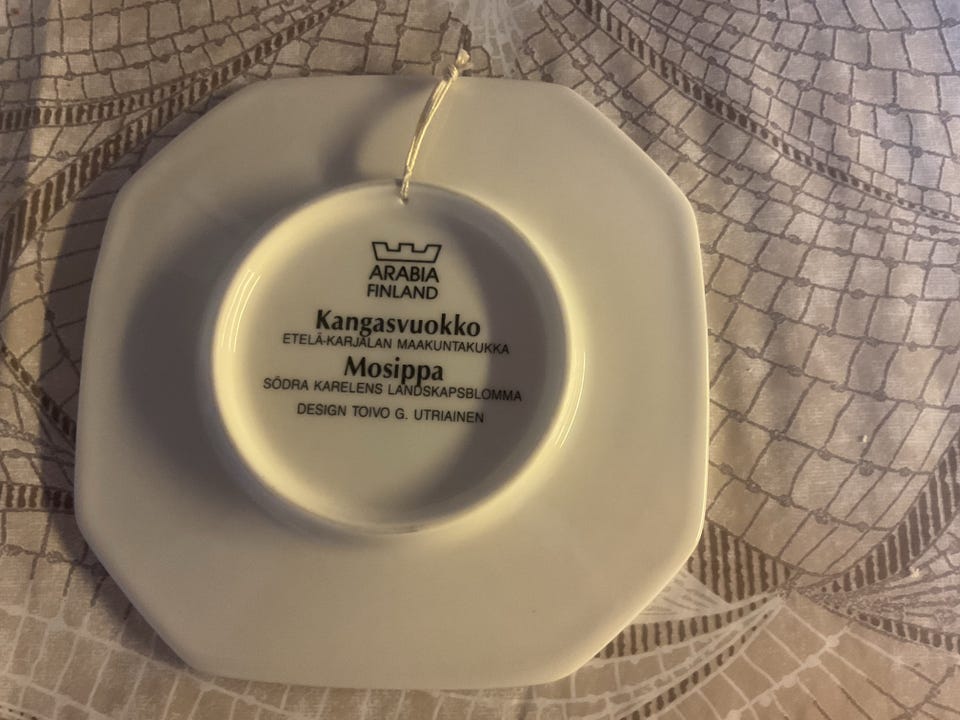 ARABIA
FINLAND
Kangasvuokko
ETELÄ-KARJALAN MAAKUNTAKUKKA
Mosippa
SÖDRA KARELENS LANDSKAPSBLOMMA
DESIGN TOIVO G. UTRIAINEN